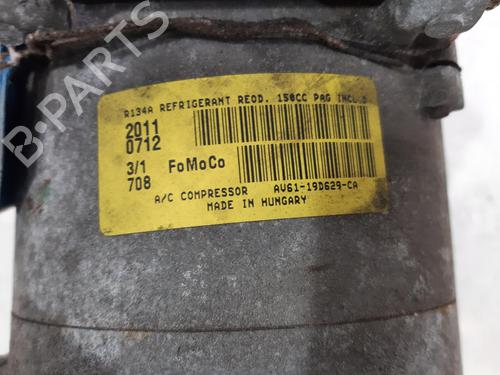 R134A REFRIGERANT REQD. 150CC PAG INCL.D
2011
0712
3/1 FoMoCo
708
A/C COMPRESSOR AV61-19D629-CA
MADE IN HUNGARY
B-PARTS